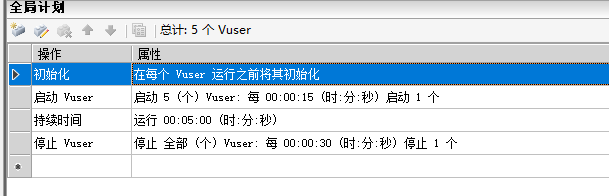 全局计划
总计: 5 个 Vuser
操作 属性
初始化 在每个 Vuser 运行之前将其初始化
启动 Vuser 启动 5 (个) Vuser: 每 00:00:15 (时:分:秒) 启动 1 个
持续时间 运行 00:05:00 (时:分:秒)
停止 Vuser 停止 全部 (个) Vuser: 每 00:00:30 (时:分:秒) 停止 1 个
*